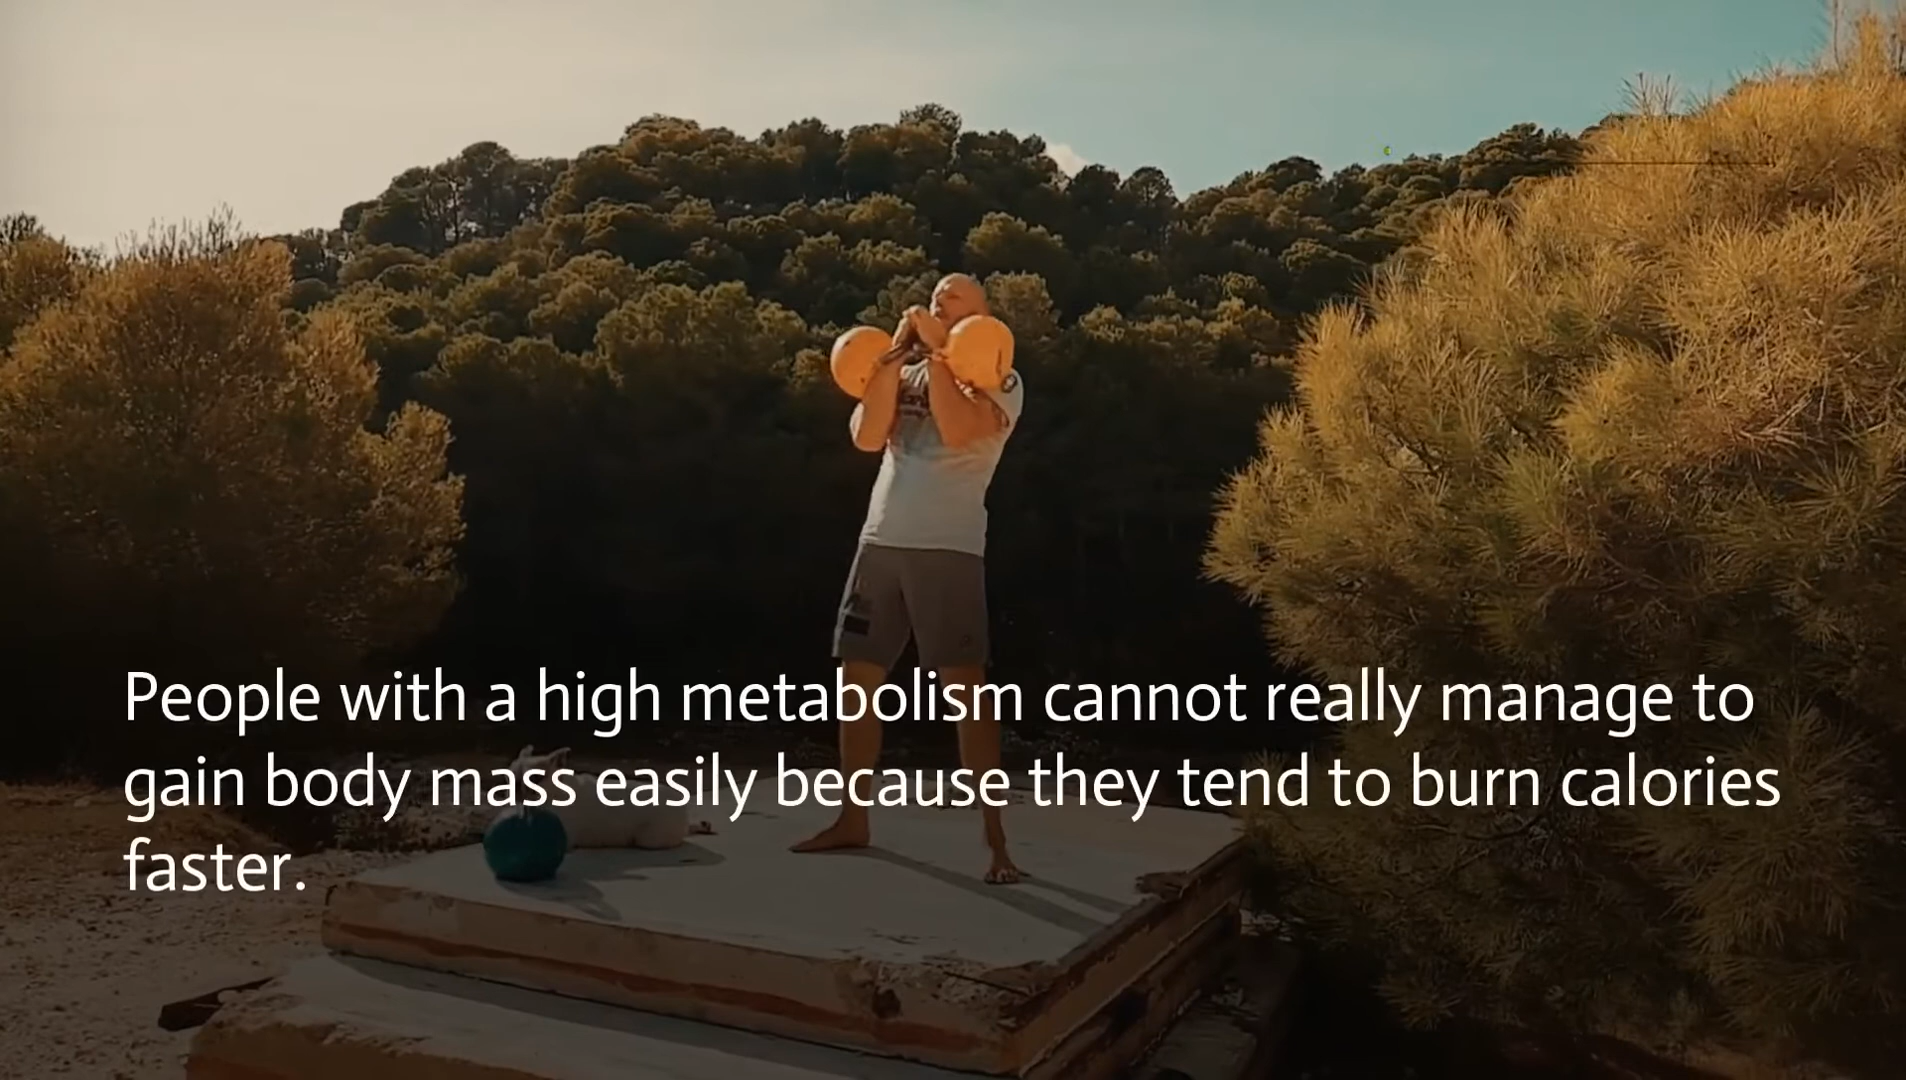 People with a high metabolism cannot really manage to
gain body mass easily because they tend to burn calories
faster.